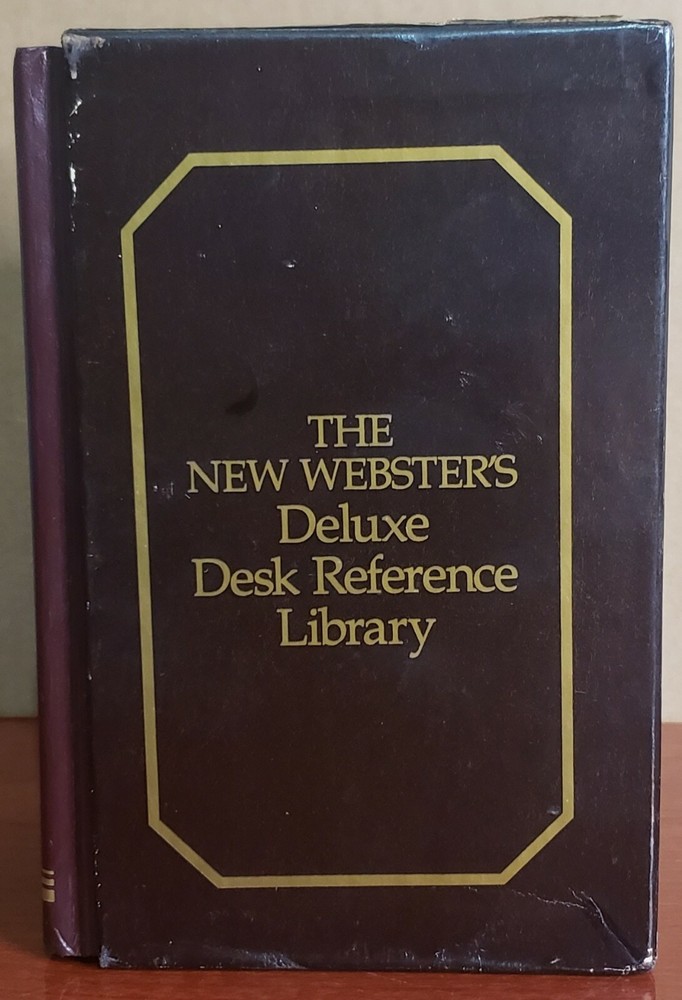 THE
NEW WEBSTER'S
Deluxe
Desk Reference
Library